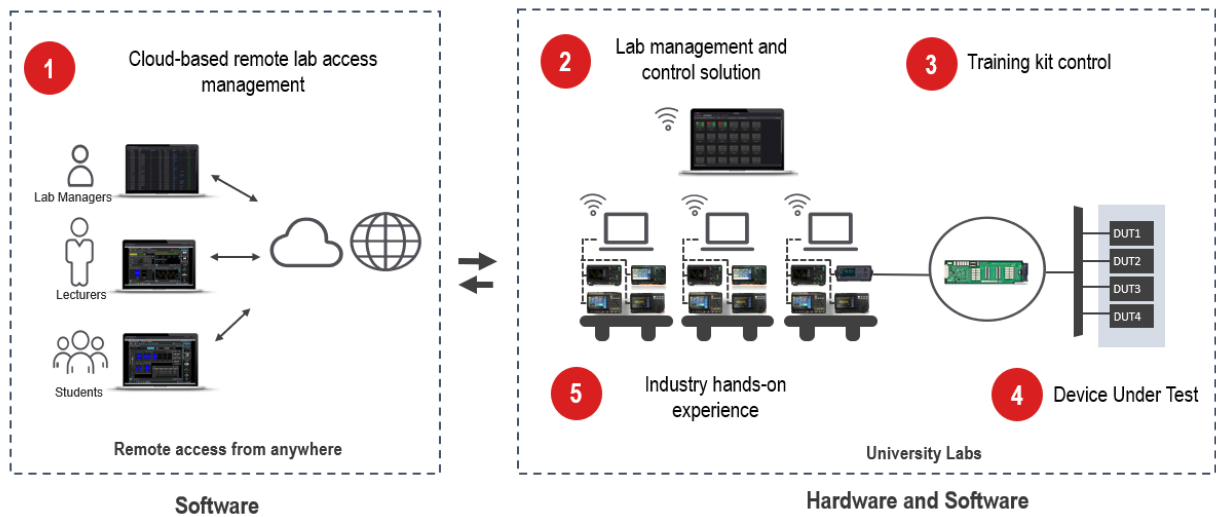 1
Cloud-based remote lab access
management
Lab Managers
Lecturers
Students
Remote access from anywhere
Software
2
Lab management and
control solution
3
Training kit control
DUT1
DUT2
DUT3
DUT4
5
Industry hands-on
experience
4
Device Under Test
University Labs
Hardware and Software